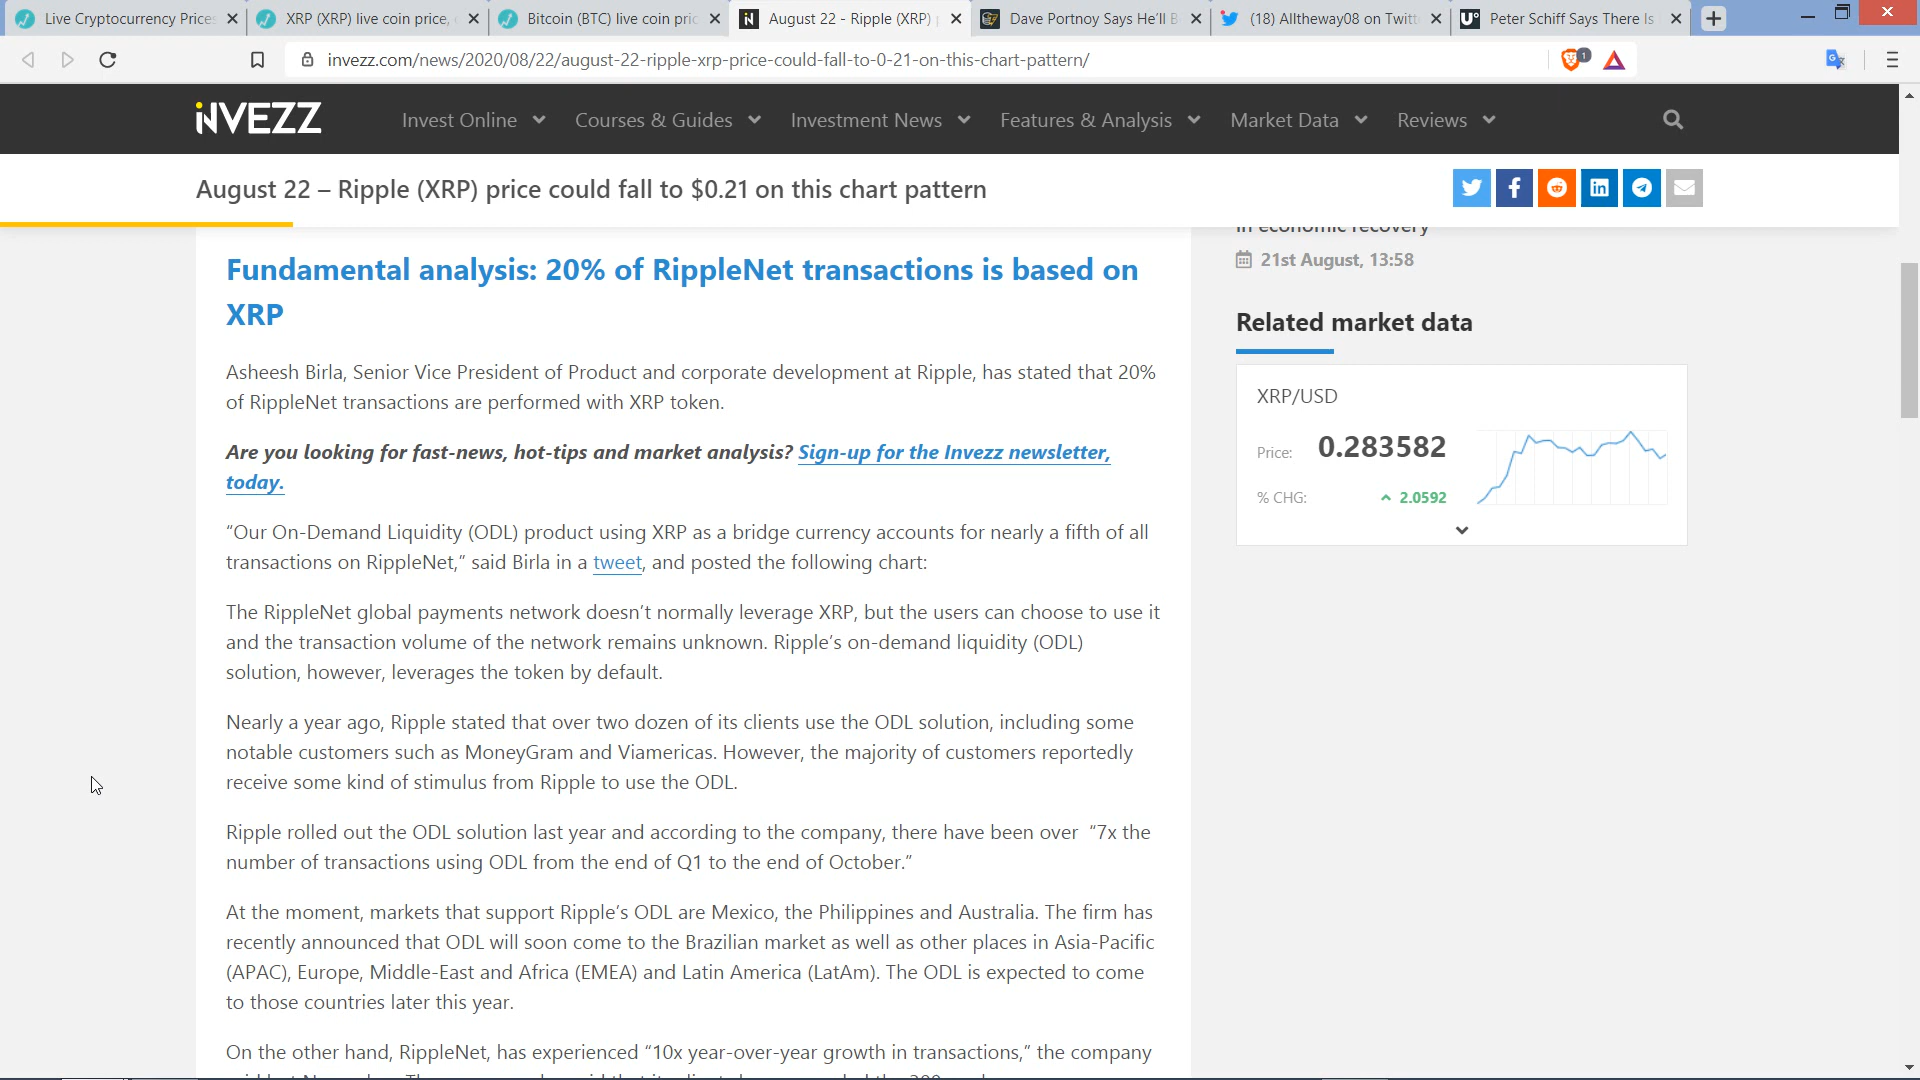 Live Cryptocurrency Prices
XRP (XRP) live coin price,
Bitcoin (BTC) live coin pric
August 22 - Ripple (XRP)
Dave Portnoy Says He'll B
(18) Alltheway08 on Twitt
Peter Schiff Says There Is
invezz.com/news/2020/08/22/august-22-ripple-xrp-price-could-fall-to-0-21-on-this-chart-pattern/
1
iNVEZZ
Invest Online
Courses & Guides
Investment News
Features & Analysis
Market Data
Reviews
August 22 – Ripple (XRP) price could fall to $0.21 on this chart pattern
Fundamental analysis: 20% of RippleNet transactions is based on
XRP
Asheesh Birla, Senior Vice President of Product and corporate development at Ripple, has stated that 20%
of RippleNet transactions are performed with XRP token.
Are you looking for fast-news, hot-tips and market analysis? Sign-up for the Invezz newsletter,
today.
“Our On-Demand Liquidity (ODL) product using XRP as a bridge currency accounts for nearly a fifth of all
transactions on RippleNet,” said Birla in a tweet, and posted the following chart:
The RippleNet global payments network doesn’t normally leverage XRP, but the users can choose to use it
and the transaction volume of the network remains unknown. Ripple’s on-demand liquidity (ODL)
solution, however, leverages the token by default.
Nearly a year ago, Ripple stated that over two dozen of its clients use the ODL solution, including some
notable customers such as MoneyGram and Viamericas. However, the majority of customers reportedly
receive some kind of stimulus from Ripple to use the ODL.
Ripple rolled out the ODL solution last year and according to the company, there have been over “7x the
number of transactions using ODL from the end of Q1 to the end of October.”
At the moment, markets that support Ripple’s ODL are Mexico, the Philippines and Australia. The firm has
recently announced that ODL will soon come to the Brazilian market as well as other places in Asia-Pacific
(APAC), Europe, Middle-East and Africa (EMEA) and Latin America (LatAm). The ODL is expected to come
to those countries later this year.
On the other hand, RippleNet, has experienced “10x year-over-year growth in transactions,” the company
in economic recovery
21st August, 13:58
Related market data
XRP/USD
Price: 0.283582
% CHG: 2.0592